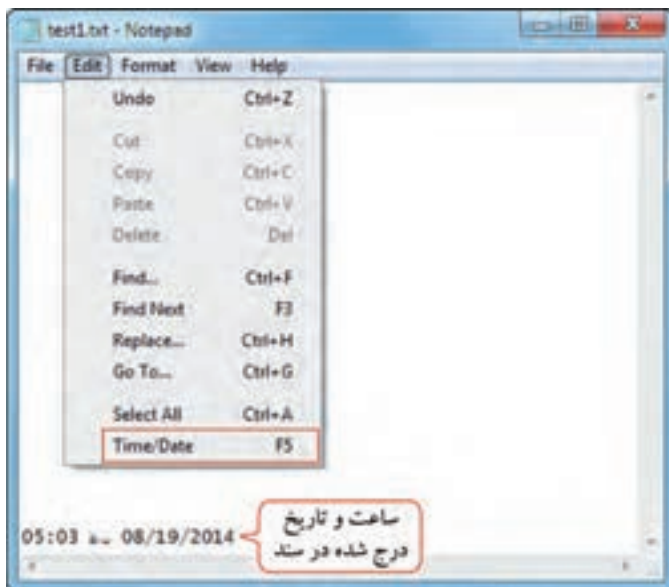 test1.txt - Notepad
File Edit Format View Help
Undo Ctrl+Z
Cut Ctrl+X
Copy Ctrl+C
Paste Ctrl+V
Delete Del
Find... Ctrl+F
Find Next F3
Replace... Ctrl+H
Go To... Ctrl+G
Select All Ctrl+A
Time/Date F5
ساعت و تاریخ
درج شده در سند
05:03 08/19/2014